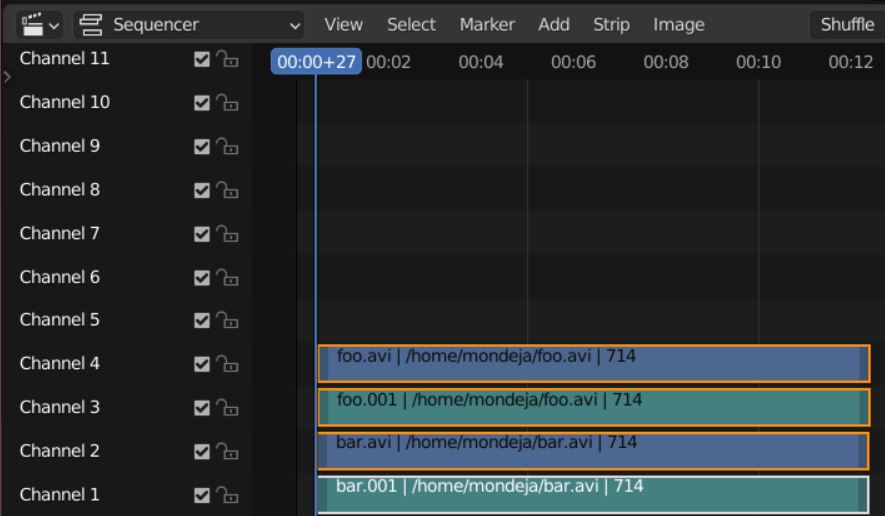 Sequencer View Select Marker Add Strip Image Shuffle
Channel 11 00:00+27 00:02 00:04 00:06 00:08 00:10 00:12
Channel 10
Channel 9
Channel 8
Channel 7
Channel 6
Channel 5
Channel 4 foo.avi | /home/mondeja/foo.avi | 714
Channel 3 foo.001 | /home/mondeja/foo.avi | 714
Channel 2 bar.avi | /home/mondeja/bar.avi | 714
Channel 1 bar.001 | /home/mondeja/bar.avi | 714